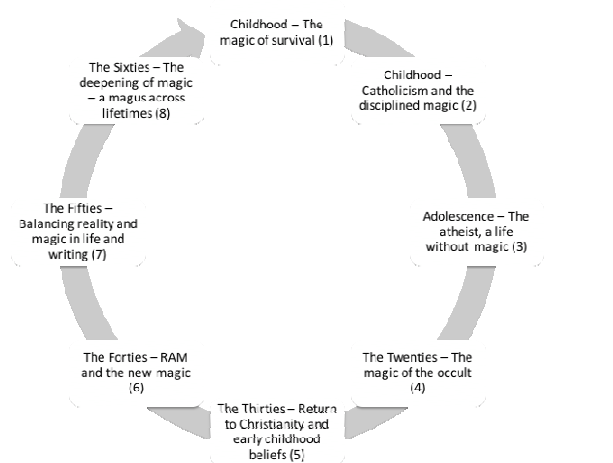 Childhood – The
magic of survival (1)
Childhood –
Catholicism and the
disciplined magic (2)
Adolescence – The
atheist, a life
without magic (3)
The Twenties – The
magic of the occult
(4)
The Thirties – Return
to Christianity and
early childhood
beliefs (5)
The Forties – RAM
and the new magic
(6)
The Fifties –
Balancing reality and
magic in life and
writing (7)
The Sixties – The
deepening of magic
– a magus across
lifetimes (8)